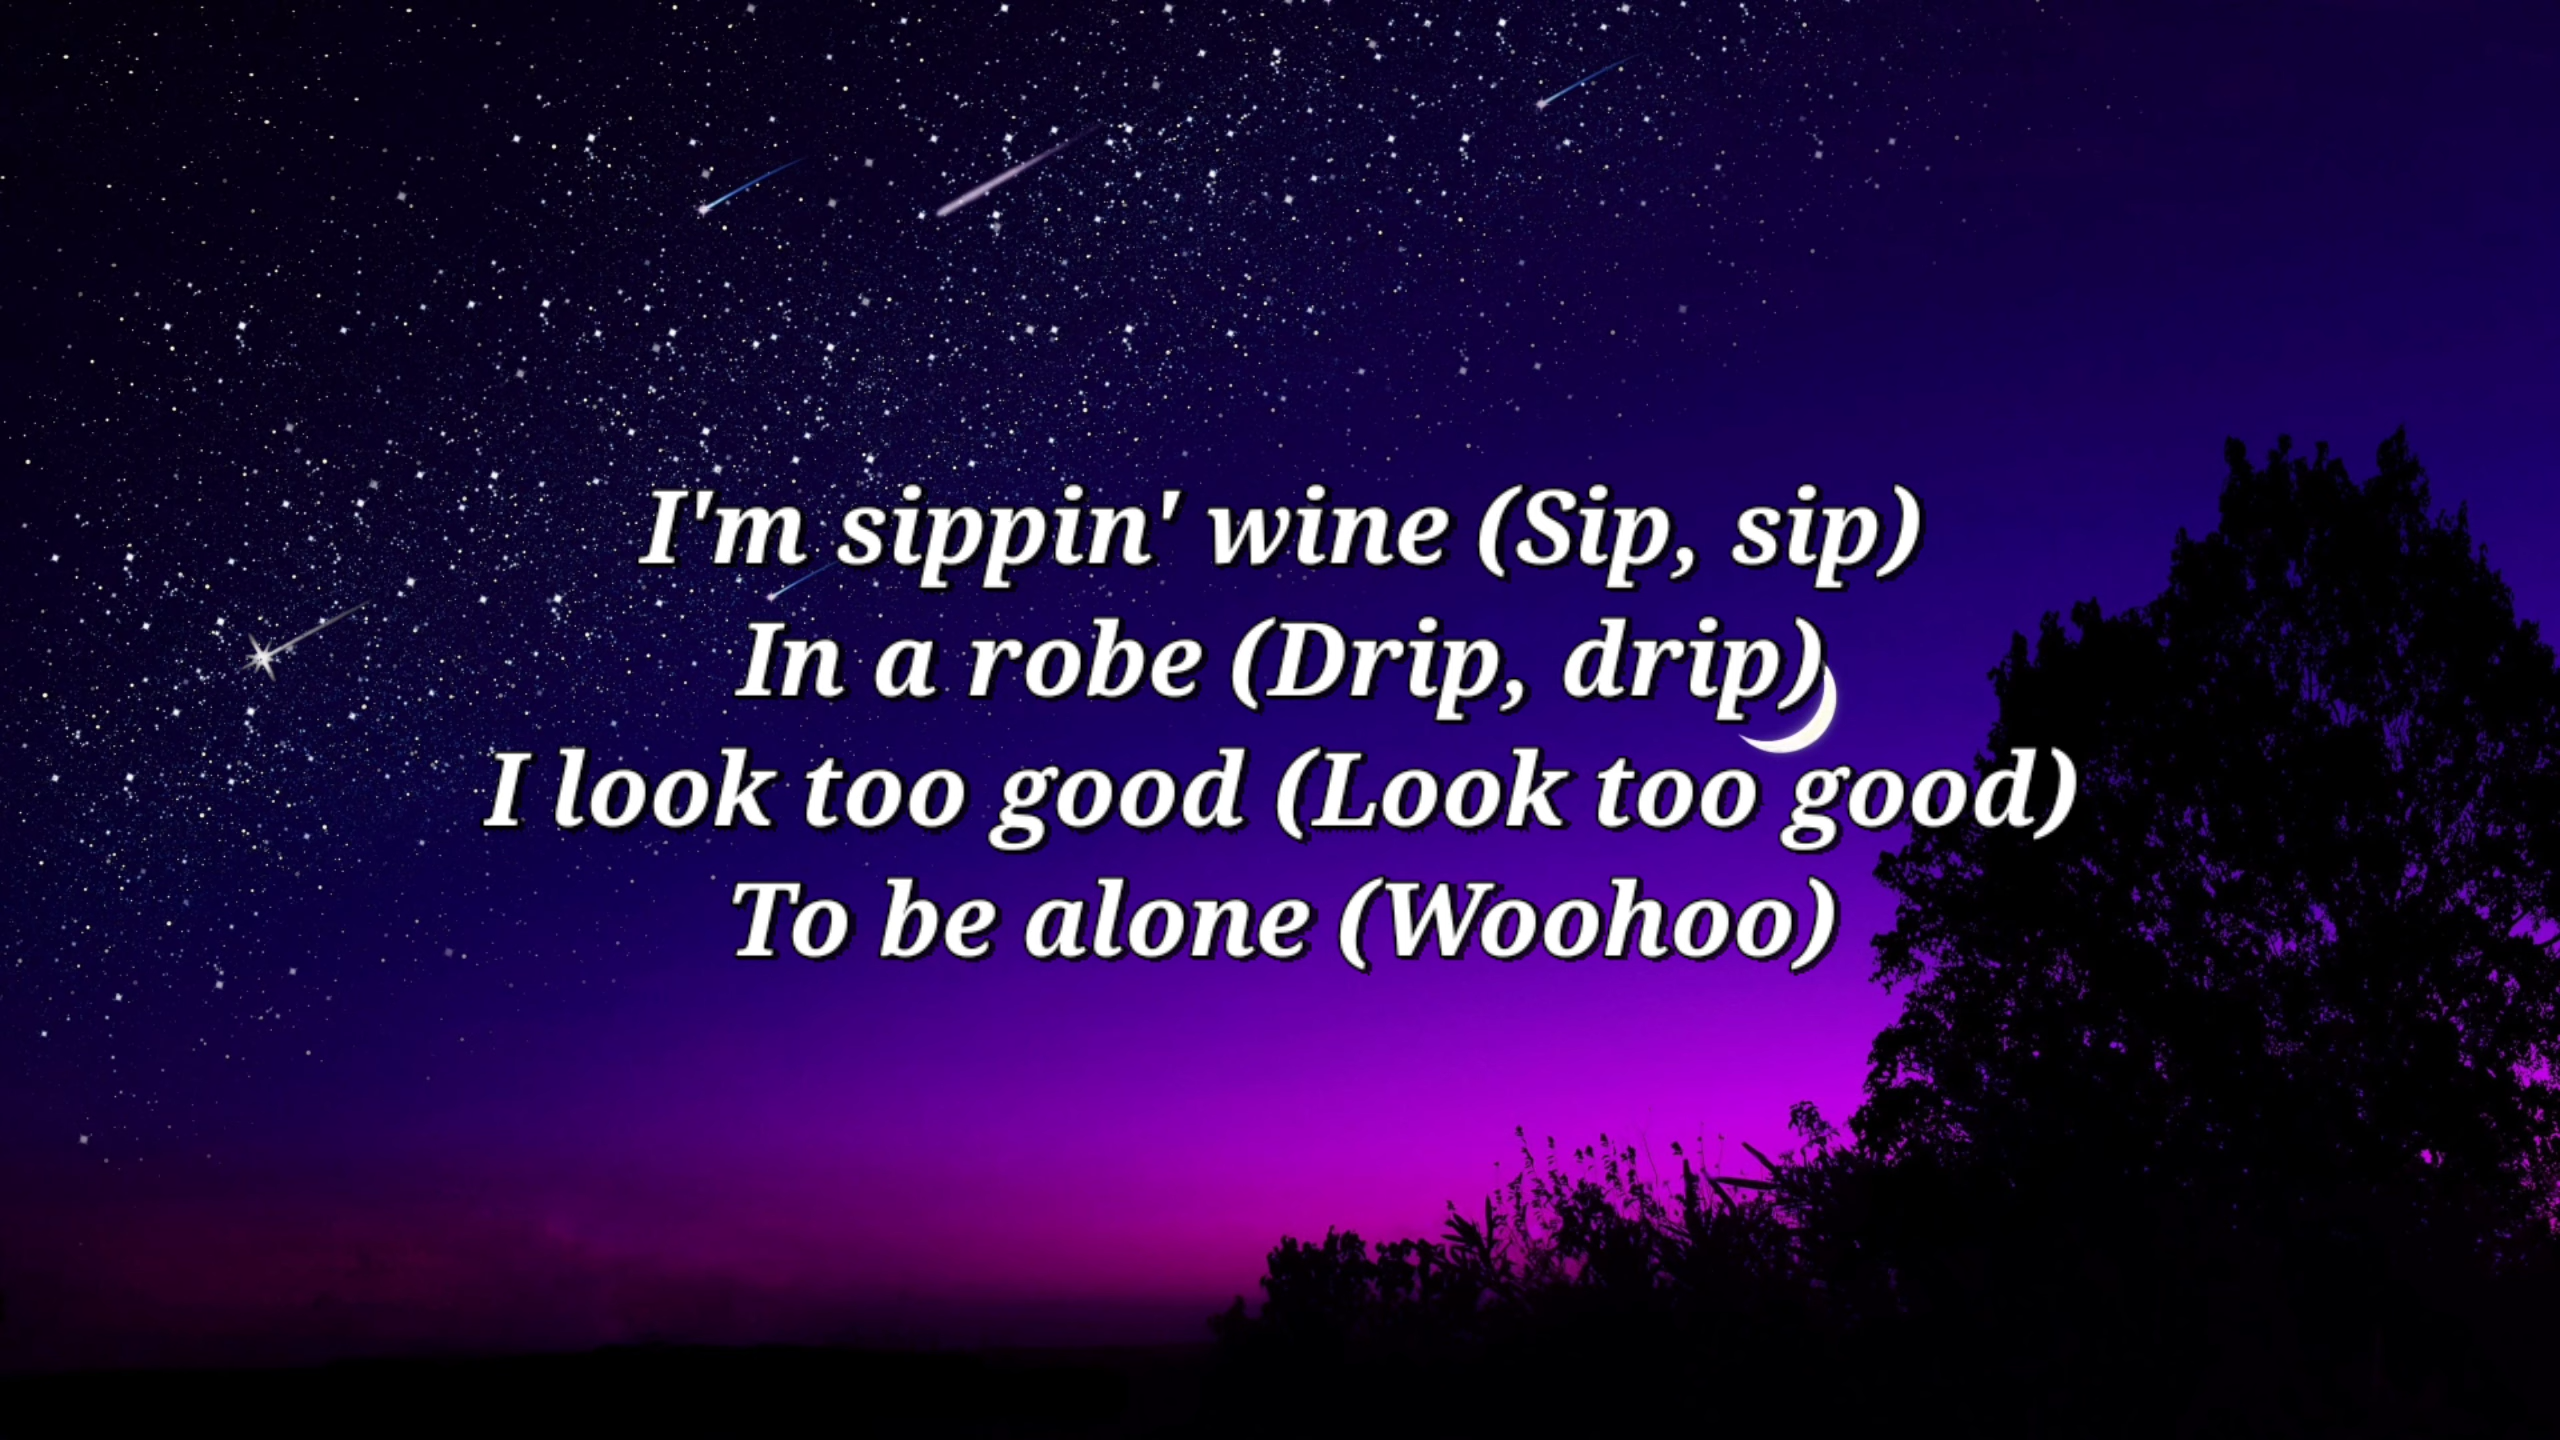 I'm sippin' wine (Sip, sip)
In a robe (Drip, drip)
I look too good (Look too good)
To be alone (Woohoo)